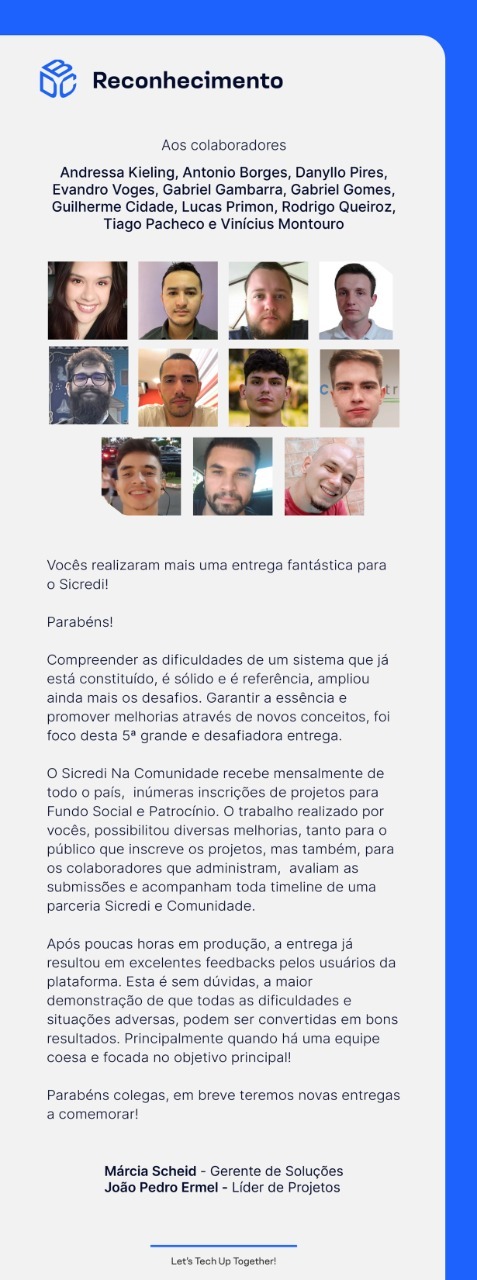 Reconhecimento
Aos colaboradores
Andressa Kieling, Antonio Borges, Danyllo Pires,
Evandro Voges, Gabriel Gambarra, Gabriel Gomes,
Guilherme Cidade, Lucas Primon, Rodrigo Queiroz,
Tiago Pacheco e Vinícius Montouro
Vocês realizaram mais uma entrega fantástica para
o Sicredi!
Parabéns!
Compreender as dificuldades de um sistema que já
está constituído, é sólido e é referência, ampliou
ainda mais os desafios. Garantir a essência e
promover melhorias através de novos conceitos, foi
foco desta 5ª grande e desafiadora entrega.
O Sicredi Na Comunidade recebe mensalmente de
todo o país,  inúmeras inscrições de projetos para
Fundo Social e Patrocínio. O trabalho realizado por
vocês, possibilitou diversas melhorias, tanto para o
público que inscreve os projetos, mas também, para
os colaboradores que administram,  avaliam as
submissões e acompanham toda timeline de uma
parceria Sicredi e Comunidade.
Após poucas horas em produção, a entrega já
resultou em excelentes feedbacks pelos usuários da
plataforma. Esta é sem dúvidas, a maior
demonstração de que todas as dificuldades e
situações adversas, podem ser convertidas em bons
resultados. Principalmente quando há uma equipe
coesa e focada no objetivo principal!
Parabéns colegas, em breve teremos novas entregas
a comemorar!
Márcia Scheid - Gerente de Soluções
João Pedro Ermel - Líder de Projetos
Let's Tech Up Together!